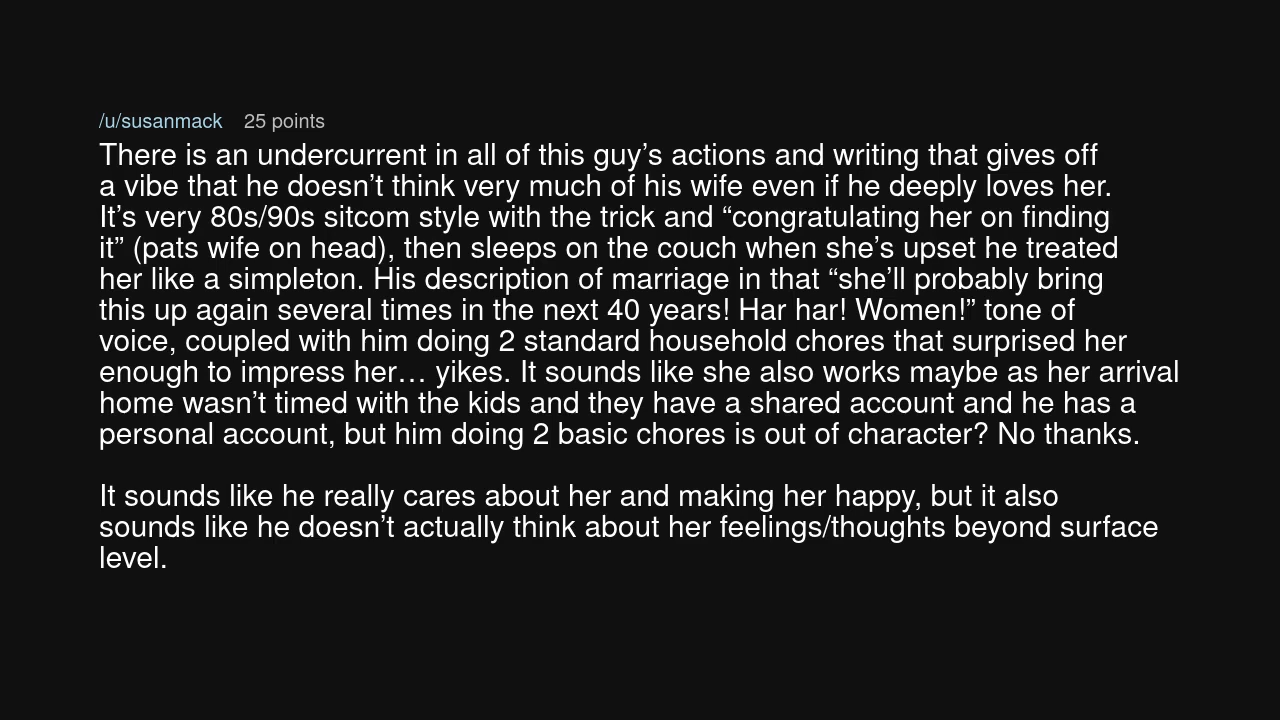 /u/susanmack 25 points
There is an undercurrent in all of this guy’s actions and writing that gives off
a vibe that he doesn’t think very much of his wife even if he deeply loves her.
It’s very 80s/90s sitcom style with the trick and “congratulating her on finding
it” (pats wife on head), then sleeps on the couch when she’s upset he treated
her like a simpleton. His description of marriage in that “she’ll probably bring
this up again several times in the next 40 years! Har har! Women!” tone of
voice, coupled with him doing 2 standard household chores that surprised her
enough to impress her… yikes. It sounds like she also works maybe as her arrival
home wasn’t timed with the kids and they have a shared account and he has a
personal account, but him doing 2 basic chores is out of character? No thanks.
It sounds like he really cares about her and making her happy, but it also
sounds like he doesn’t actually think about her feelings/thoughts beyond surface
level.